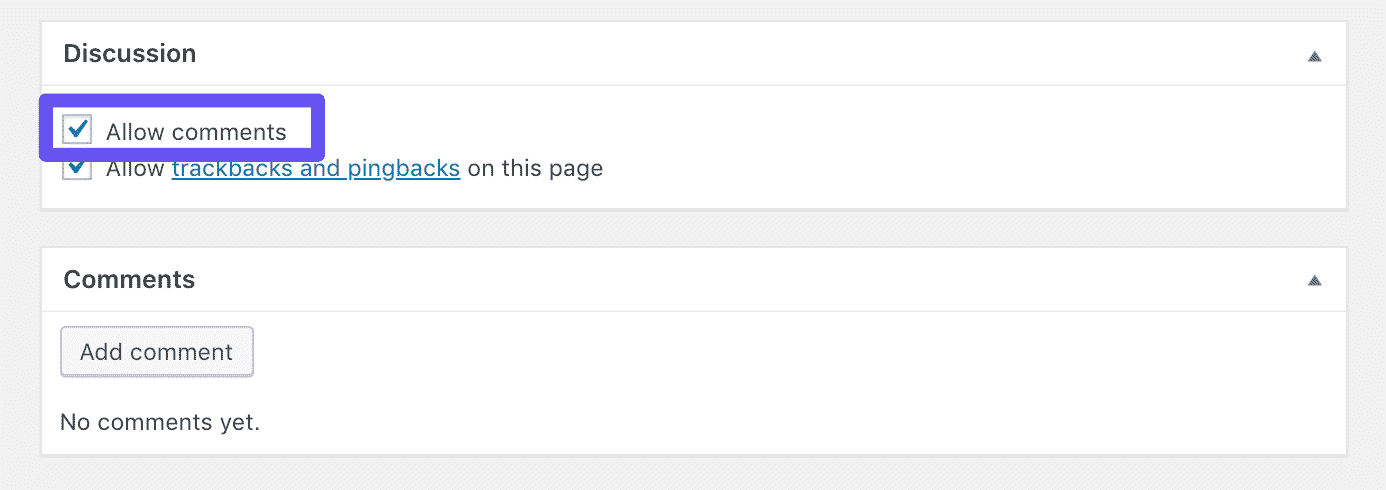 Discussion
Allow comments
Allow trackbacks and pingbacks on this page
Comments
Add comment
No comments yet.